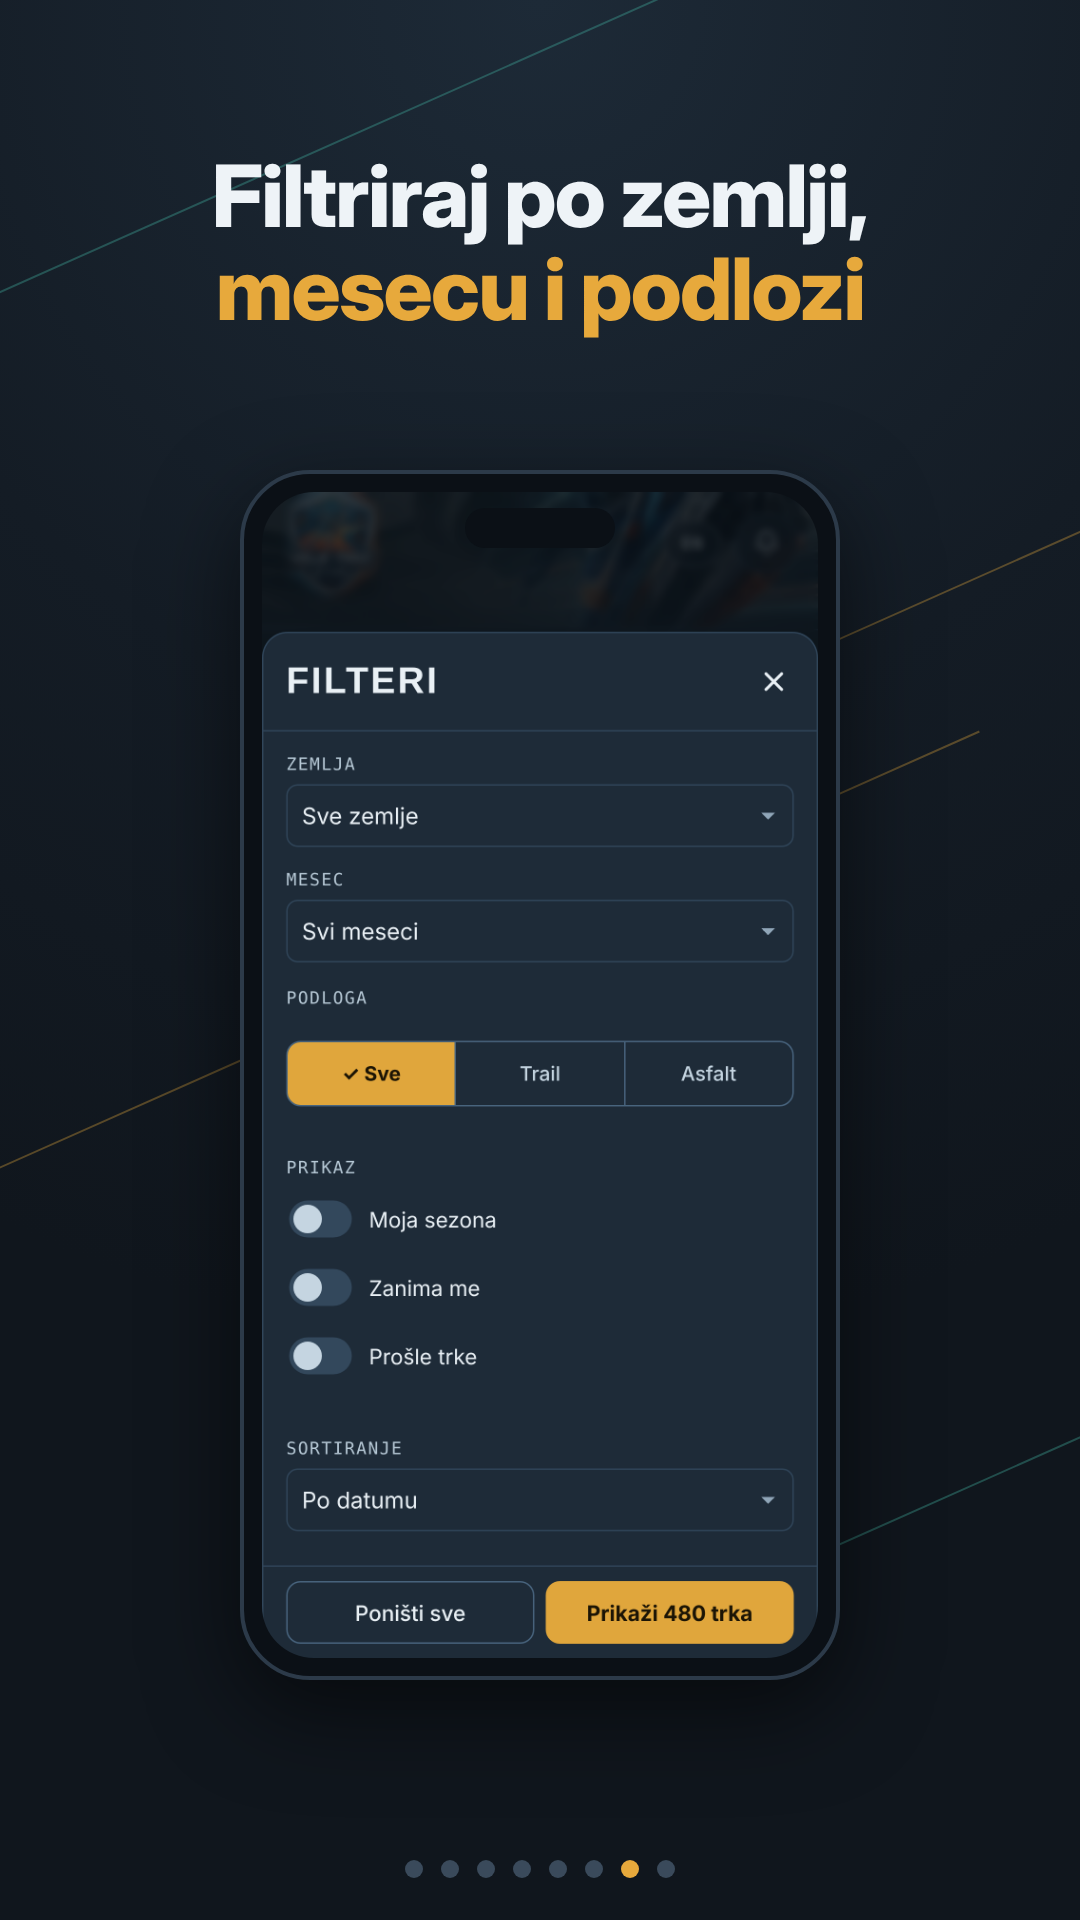 Filtriraj po zemlji,
mesecu i podlozi
FILTERI
ZEMLJA
Sve zemlje
MESEC
Svi meseci
PODLOGA
✓ Sve
Trail
Asfalt
PRIKAZ
Moja sezona
Zanima me
Prošle trke
SORTIRANJE
Po datumu
Poništi sve
Prikaži 480 trka